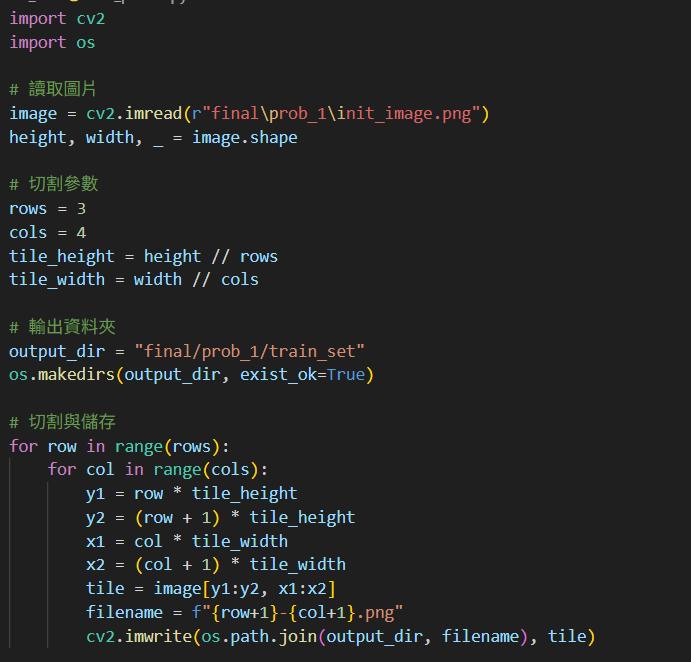 import cv2
import os

# 讀取圖片
image = cv2.imread(r"final\prob_1\init_image.png")
height, width, _ = image.shape

# 切割參數
rows = 3
cols = 4
tile_height = height // rows
tile_width = width // cols

# 輸出資料夾
output_dir = "final/prob_1/train_set"
os.makedirs(output_dir, exist_ok=True)

# 切割與儲存
for row in range(rows):
    for col in range(cols):
        y1 = row * tile_height
        y2 = (row + 1) * tile_height
        x1 = col * tile_width
        x2 = (col + 1) * tile_width
        tile = image[y1:y2, x1:x2]
        filename = f"{row+1}-{col+1}.png"
        cv2.imwrite(os.path.join(output_dir, filename), tile)